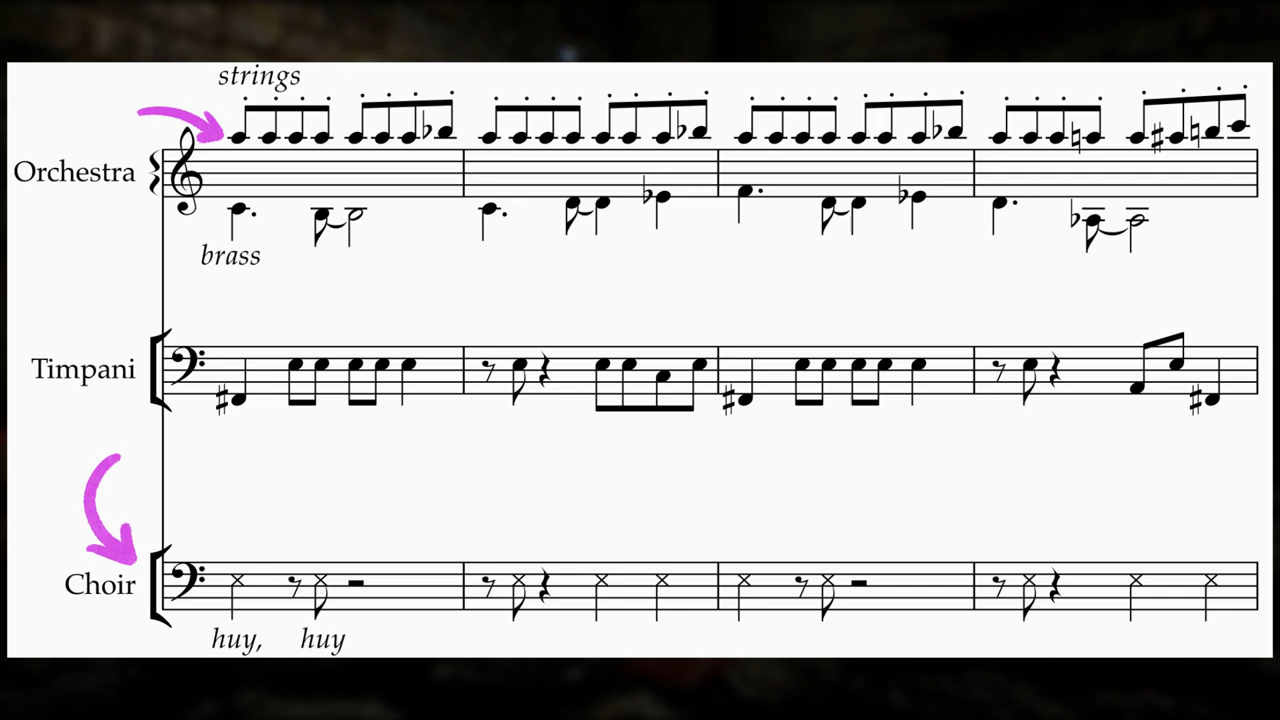 strings
Orchestra
brass
Timpani
Choir
huy, huy